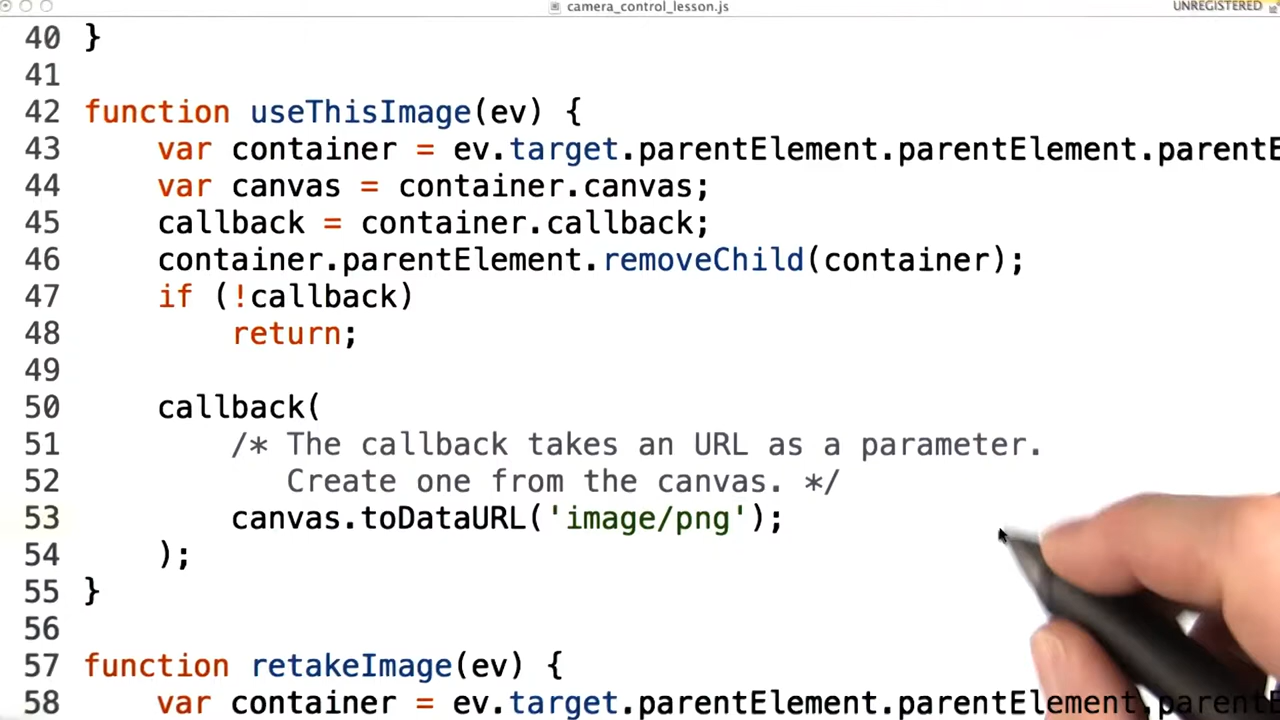 camera_control_lesson.js
UNREGISTERED
40 }
41
42 function useThisImage(ev) {
43 var container = ev.target.parentElement.parentElement.parentE
44 var canvas = container.canvas;
45 callback = container.callback;
46 container.parentElement.removeChild(container);
47 if (!callback)
48 return;
49
50 callback(
51 /* The callback takes an URL as a parameter.
52 Create one from the canvas. */
53 canvas.toDataURL('image/png');
54 );
55 }
56
57 function retakeImage(ev) {
58 var container = ev.target.parentElement.parentElement.parentE